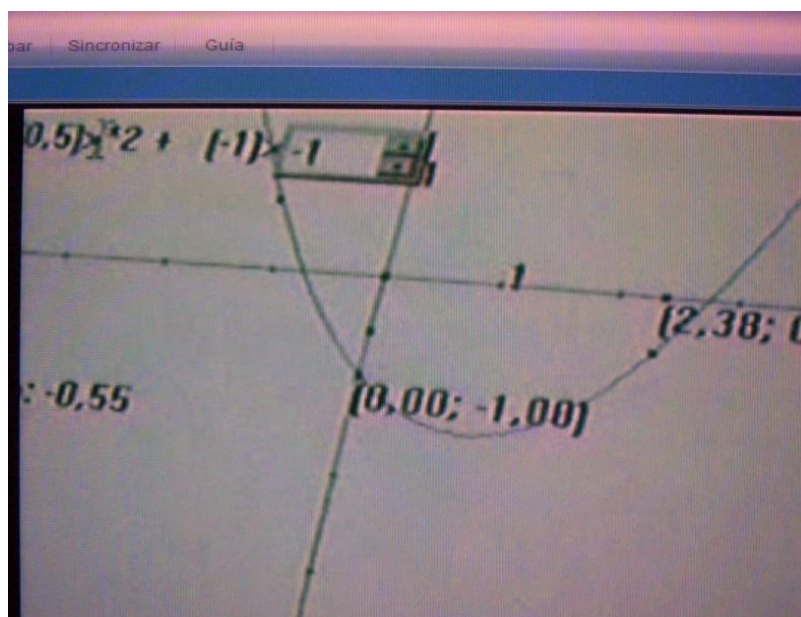 Sincronizar Guía
0,5)x^2 + (-1)x -1
1
(2,38;
: -0,55
(0,00; -1,00)